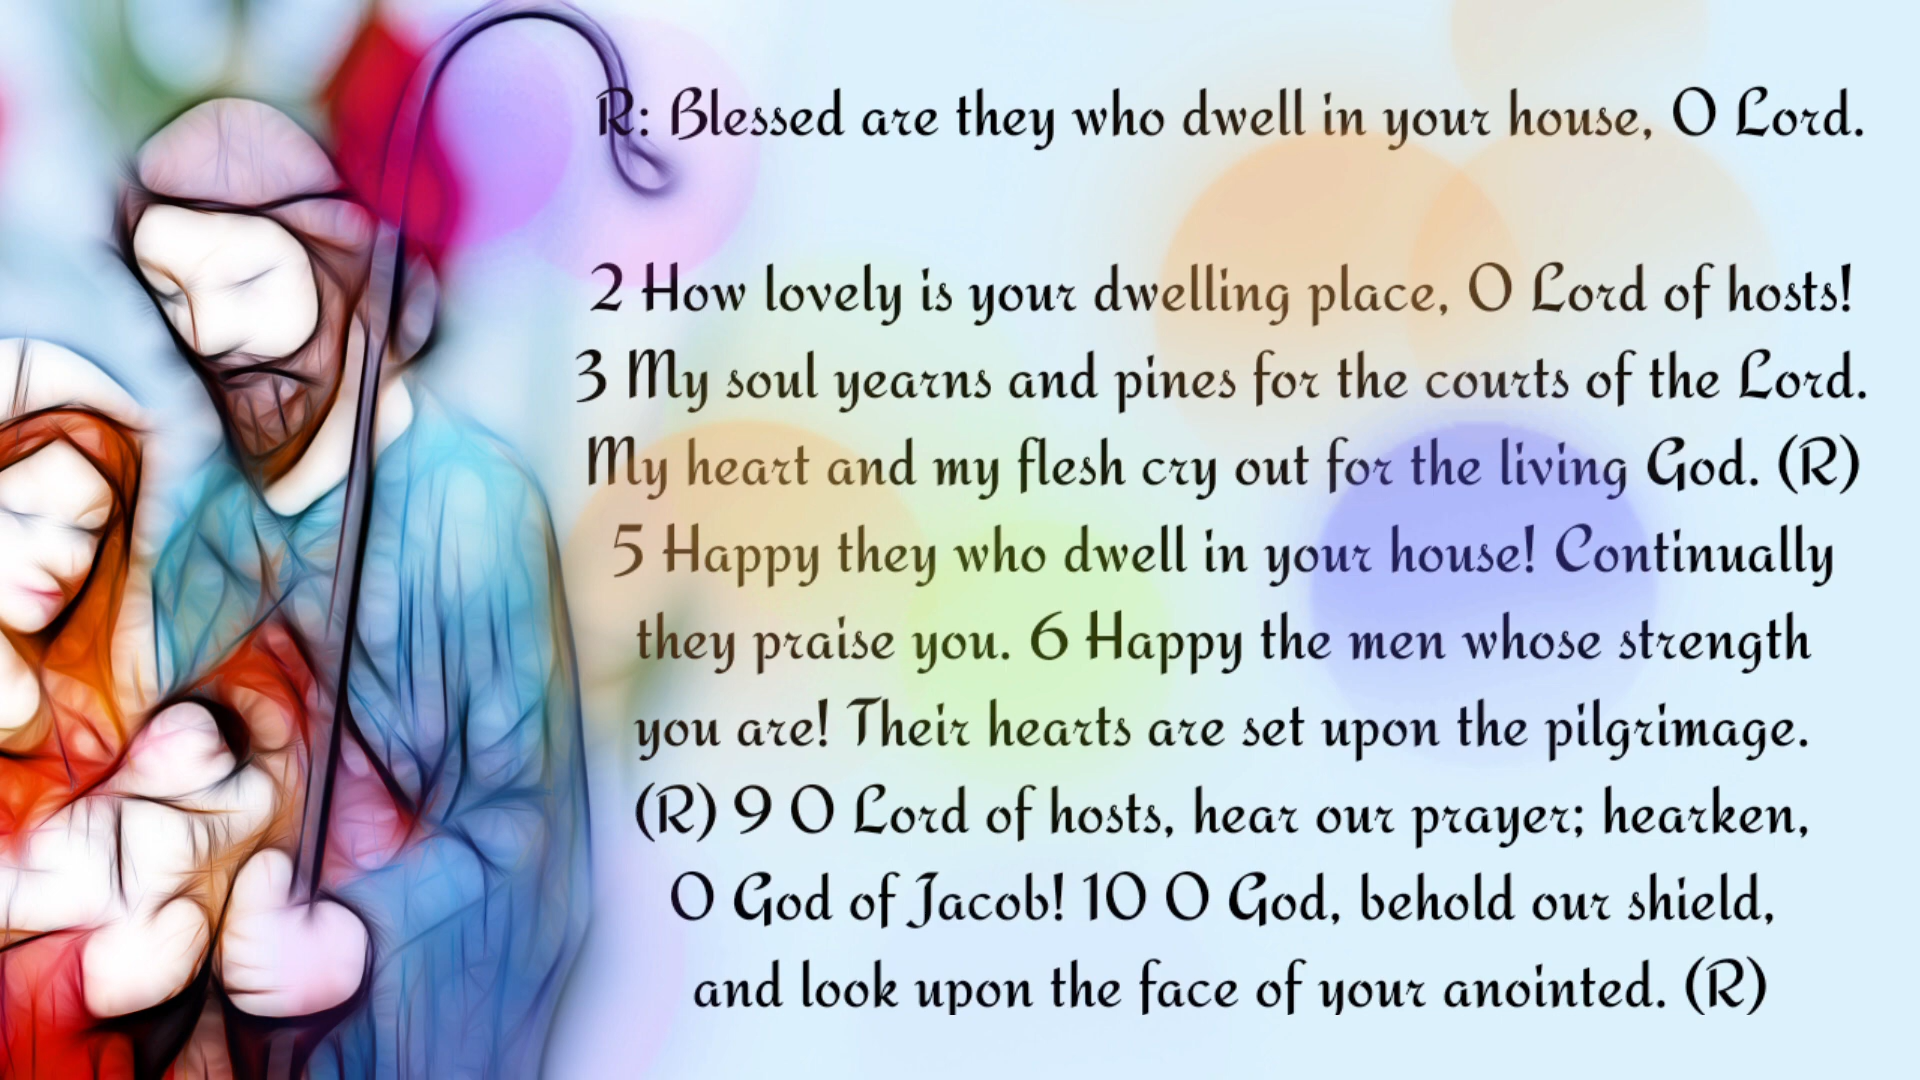 R: Blessed are they who dwell in your house, O Lord.
2 How lovely is your dwelling place, O Lord of hosts!
3 My soul yearns and pines for the courts of the Lord.
My heart and my flesh cry out for the living God. (R)
5 Happy they who dwell in your house! Continually
they praise you. 6 Happy the men whose strength
you are! Their hearts are set upon the pilgrimage.
(R) 9 O Lord of hosts, hear our prayer; hearken,
O God of Jacob! 10 O God, behold our shield,
and look upon the face of your anointed. (R)